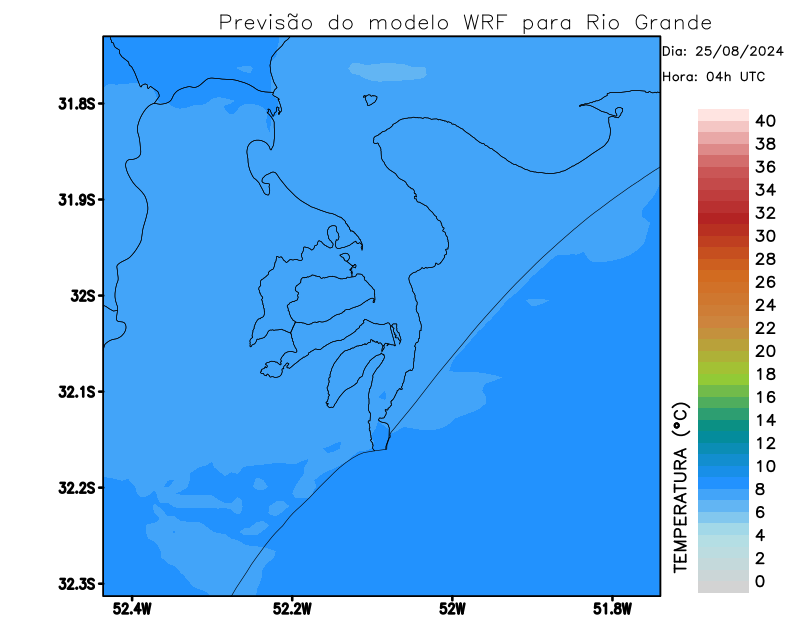 Previsão do modelo WRF para Rio Grande
Dia: 25/08/2024
Hora: 04h UTC
31.8S
31.9S
32S
32.1S
32.2S
32.3S
52.4W
52.2W
52W
51.8W
TEMPERATURA (ºC)
40
38
36
34
32
30
28
26
24
22
20
18
16
14
12
10
8
6
4
2
0